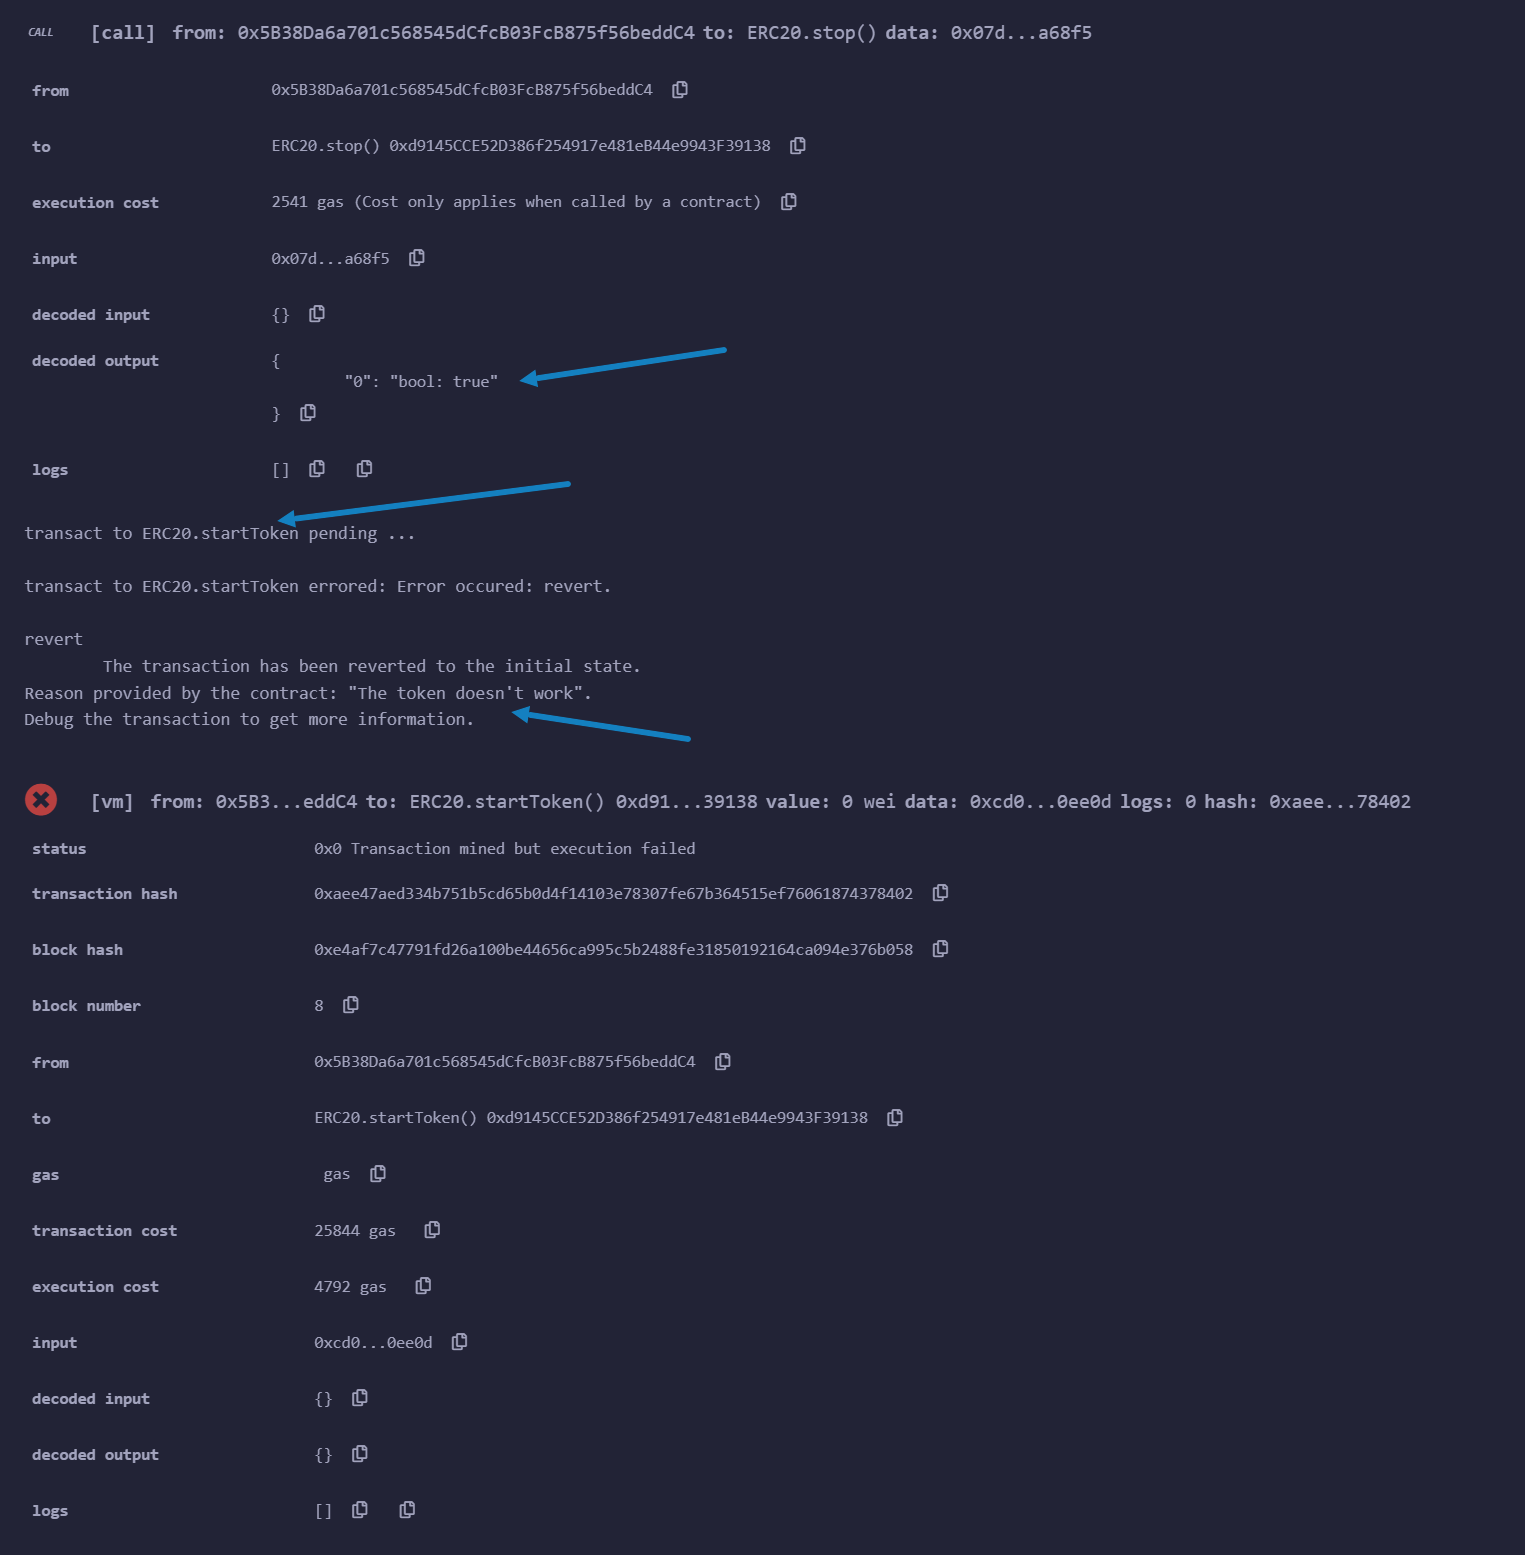 CALL [call] from: 0x5B38Da6a701c568545dCfcB03FcB875f56beddC4 to: ERC20.stop() data: 0x07d...a68f5
from 0x5B38Da6a701c568545dCfcB03FcB875f56beddC4
to ERC20.stop() 0xd9145CCE52D386f254917e481eB44e9943F39138
execution cost 2541 gas (Cost only applies when called by a contract)
input 0x07d...a68f5
decoded input {}
decoded output {
"0": "bool: true"
}
logs []
transact to ERC20.startToken pending ...
transact to ERC20.startToken errored: Error occured: revert.
revert
The transaction has been reverted to the initial state.
Reason provided by the contract: "The token doesn't work".
Debug the transaction to get more information.
[vm] from: 0x5B3...eddC4 to: ERC20.startToken() 0xd91...39138 value: 0 wei data: 0xcd0...0ee0d logs: 0 hash: 0xaee...78402
status 0x0 Transaction mined but execution failed
transaction hash 0xaee47aed334b751b5cd65b0d4f14103e78307fe67b364515ef76061874378402
block hash 0xe4af7c47791fd26a100be44656ca995c5b2488fe31850192164ca094e376b058
block number 8
from 0x5B38Da6a701c568545dCfcB03FcB875f56beddC4
to ERC20.startToken() 0xd9145CCE52D386f254917e481eB44e9943F39138
gas gas
transaction cost 25844 gas
execution cost 4792 gas
input 0xcd0...0ee0d
decoded input {}
decoded output {}
logs []